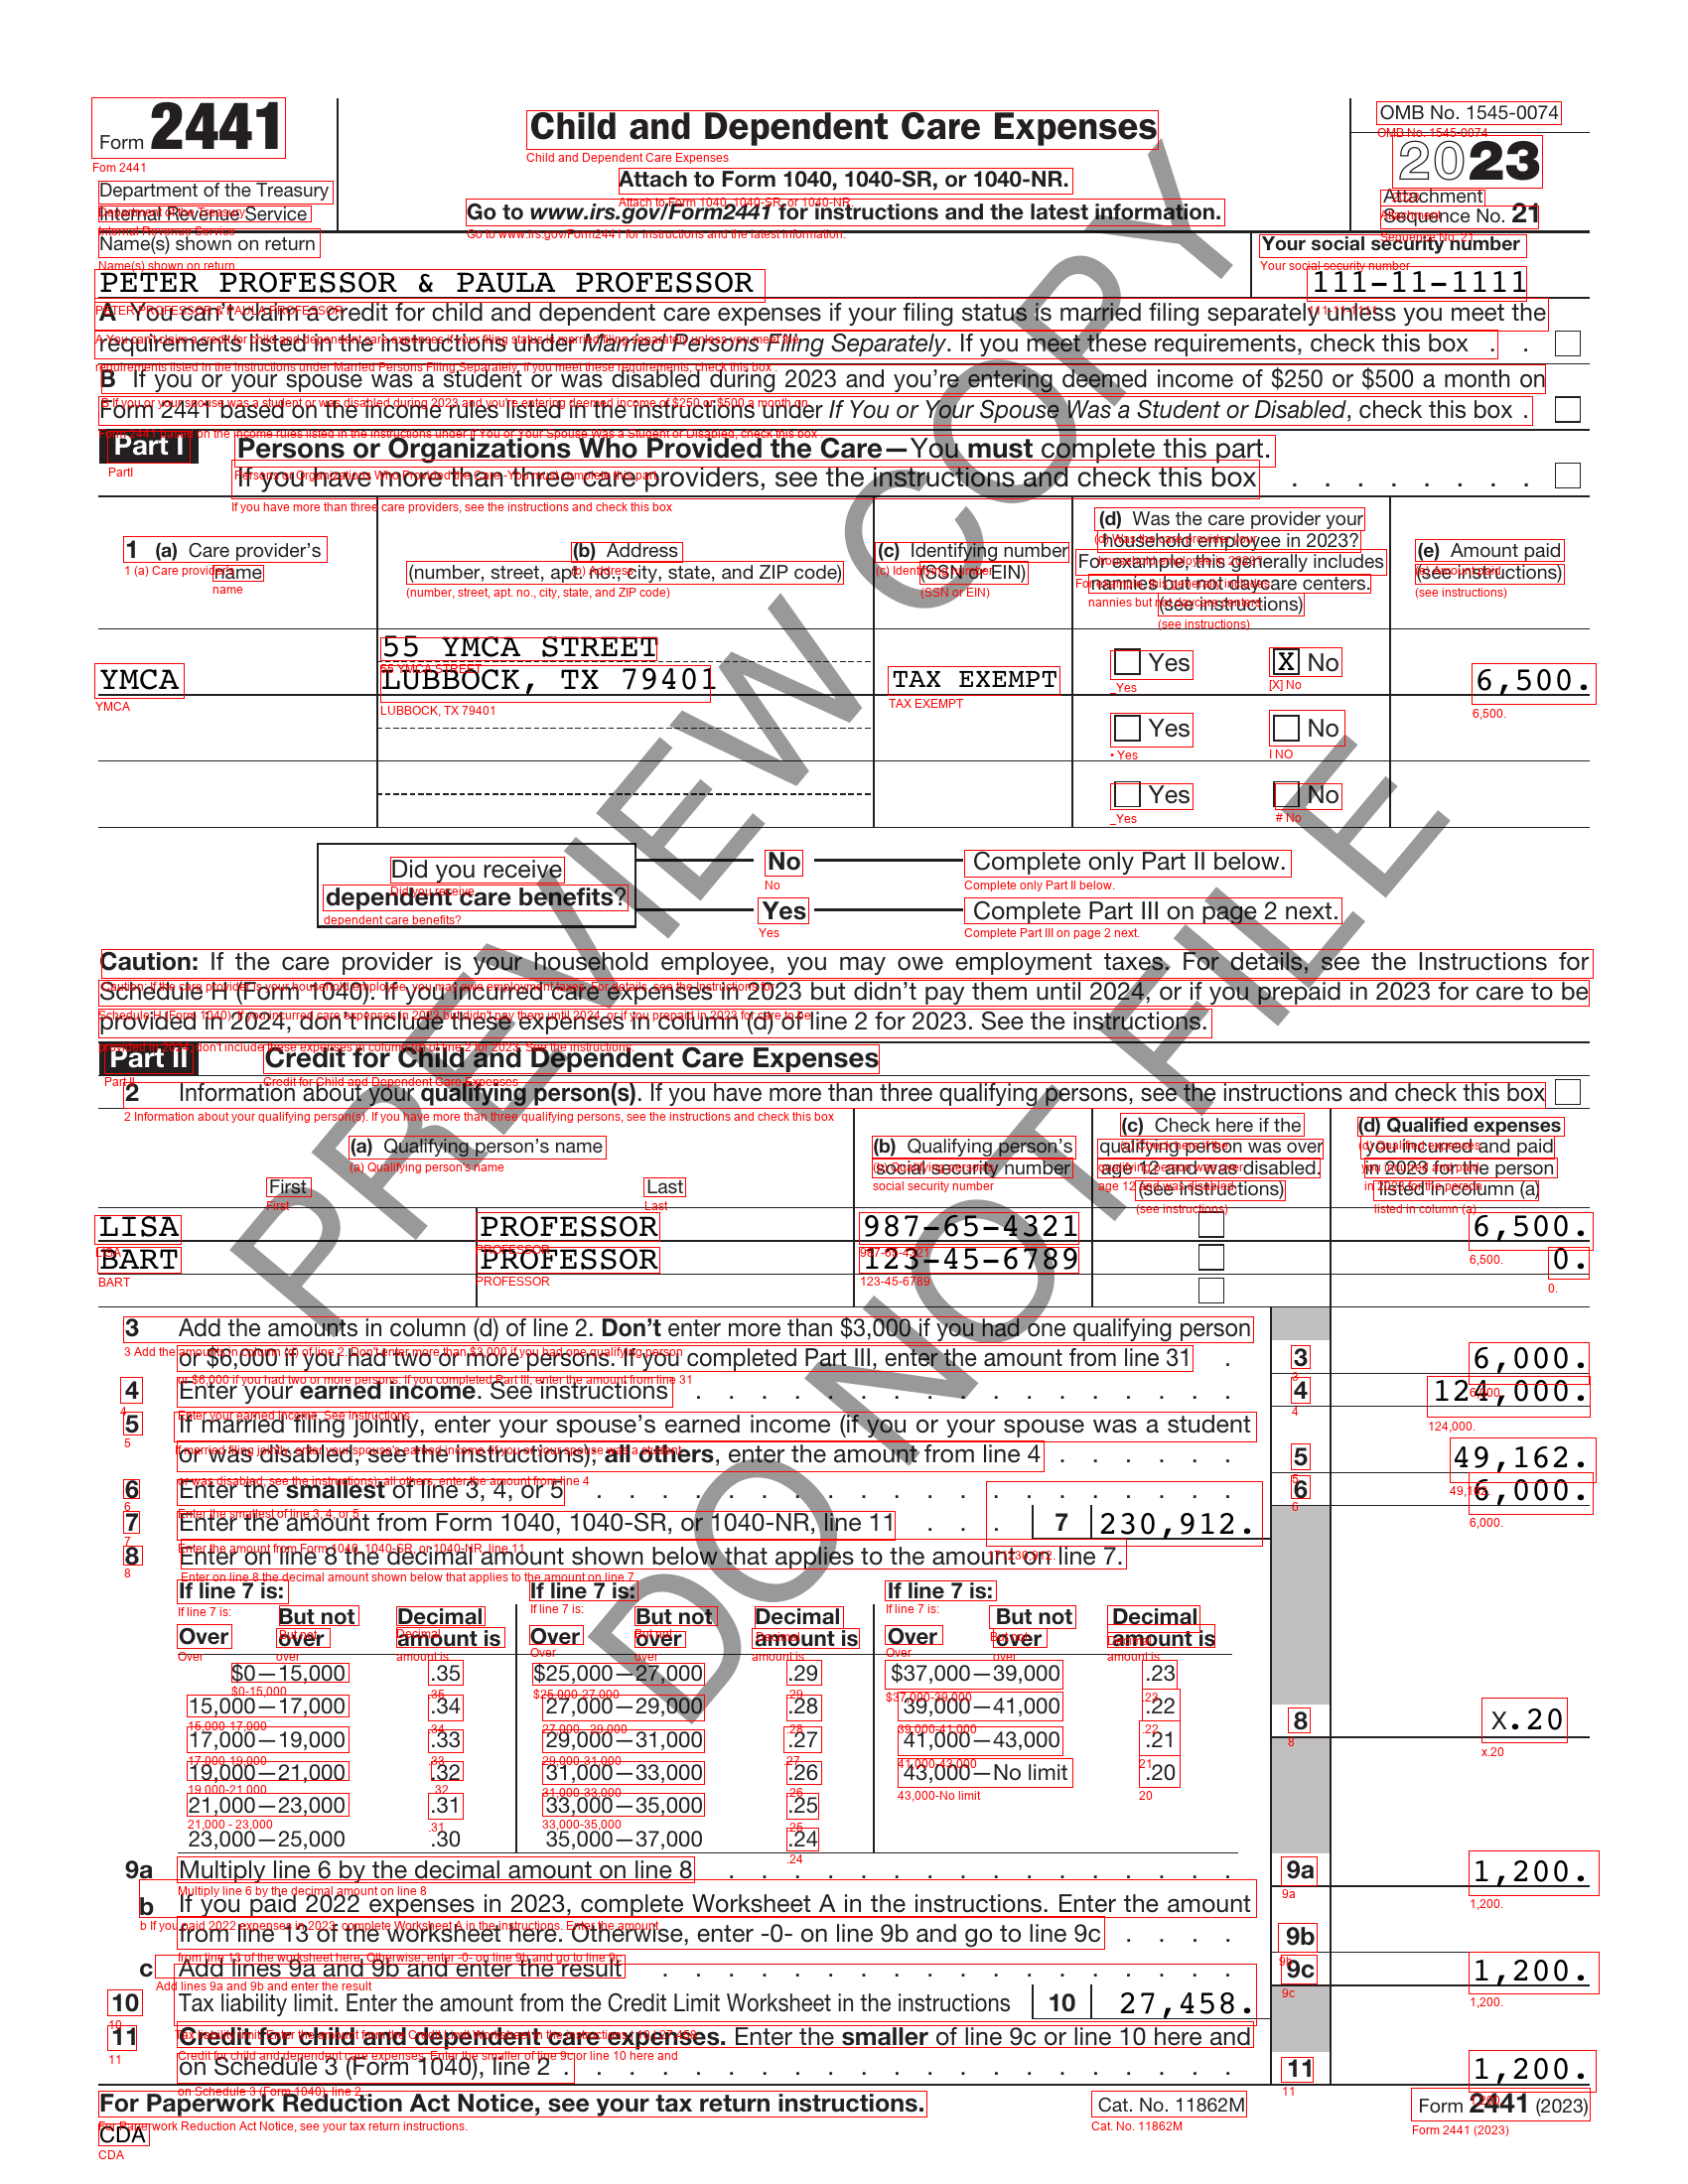 Form 2441
Child and Dependent Care Expenses
OMB No. 1545-0074
2023
Department of the Treasury
Internal Revenue Service
Attach to Form 1040, 1040-SR, or 1040-NR.
Go to www.irs.gov/Form2441 for instructions and the latest information.
Attachment
Sequence No. 21
Name(s) shown on return
Your social security number
PETER PROFESSOR & PAULA PROFESSOR
111-11-1111
A You can't claim a credit for child and dependent care expenses if your filing status is married filing separately unless you meet the
requirements listed in the instructions under Married Persons Filing Separately. If you meet these requirements, check this box . .
B If you or your spouse was a student or was disabled during 2023 and you're entering deemed income of $250 or $500 a month on
Form 2441 based on the income rules listed in the instructions under If You or Your Spouse Was a Student or Disabled, check this box .
Part I Persons or Organizations Who Provided the Care—You must complete this part.
If you have more than three care providers, see the instructions and check this box . . . . . . . .
1 (a) Care provider's
name
(b) Address
(number, street, apt. no., city, state, and ZIP code)
(c) Identifying number
(SSN or EIN)
(d) Was the care provider your
household employee in 2023?
For example, this generally includes
nannies but not daycare centers.
(see instructions)
(e) Amount paid
(see instructions)
55 YMCA STREET
YMCA LUBBOCK, TX 79401 TAX EXEMPT Yes X No 6,500.
Yes No
Yes No
Did you receive
dependent care benefits?
No Complete only Part II below.
Yes Complete Part III on page 2 next.
Caution: If the care provider is your household employee, you may owe employment taxes. For details, see the Instructions for
Schedule H (Form 1040). If you incurred care expenses in 2023 but didn't pay them until 2024, or if you prepaid in 2023 for care to be
provided in 2024, don't include these expenses in column (d) of line 2 for 2023. See the instructions.
Part II Credit for Child and Dependent Care Expenses
2 Information about your qualifying person(s). If you have more than three qualifying persons, see the instructions and check this box
(a) Qualifying person's name
First Last
(b) Qualifying person's
social security number
(c) Check here if the
qualifying person was over
age 12 and was disabled.
(see instructions)
(d) Qualified expenses
you incurred and paid
in 2023 for the person
listed in column (a)
LISA PROFESSOR 987-65-4321 6,500.
BART PROFESSOR 123-45-6789 0.
3 Add the amounts in column (d) of line 2. Don't enter more than $3,000 if you had one qualifying person
or $6,000 if you had two or more persons. If you completed Part III, enter the amount from line 31 . 3 6,000.
4 Enter your earned income. See instructions . . . . . . . . . . . . . . 4 124,000.
5 If married filing jointly, enter your spouse's earned income (if you or your spouse was a student
or was disabled, see the instructions); all others, enter the amount from line 4 . . . . . . 5 49,162.
6 Enter the smallest of line 3, 4, or 5 . . . . . . . . . . . . . . . . 6 6,000.
7 Enter the amount from Form 1040, 1040-SR, or 1040-NR, line 11 . . . 7 230,912.
8 Enter on line 8 the decimal amount shown below that applies to the amount on line 7.
If line 7 is: If line 7 is: If line 7 is:
Over But not over Decimal amount is Over But not over Decimal amount is Over But not over Decimal amount is
$0—15,000 .35 $25,000—27,000 .29 $37,000—39,000 .23
15,000—17,000 .34 27,000—29,000 .28 39,000—41,000 .22
17,000—19,000 .33 29,000—31,000 .27 41,000—43,000 .21
19,000—21,000 .32 31,000—33,000 .26 43,000—No limit .20
21,000—23,000 .31 33,000—35,000 .25
23,000—25,000 .30 35,000—37,000 .24
8 X.20
9a Multiply line 6 by the decimal amount on line 8 . . . . . . . . . . . . . 9a 1,200.
b If you paid 2022 expenses in 2023, complete Worksheet A in the instructions. Enter the amount
from line 13 of the worksheet here. Otherwise, enter -0- on line 9b and go to line 9c . . . . 9b
c Add lines 9a and 9b and enter the result . . . . . . . . . . . . . . 9c 1,200.
10 Tax liability limit. Enter the amount from the Credit Limit Worksheet in the instructions 10 27,458.
11 Credit for child and dependent care expenses. Enter the smaller of line 9c or line 10 here and
on Schedule 3 (Form 1040), line 2 . . . . . . . . . . . . . . . . . 11 1,200.
For Paperwork Reduction Act Notice, see your tax return instructions. Cat. No. 11862M Form 2441 (2023)
CDA
PREVIEW COPY
DO NOT FILE